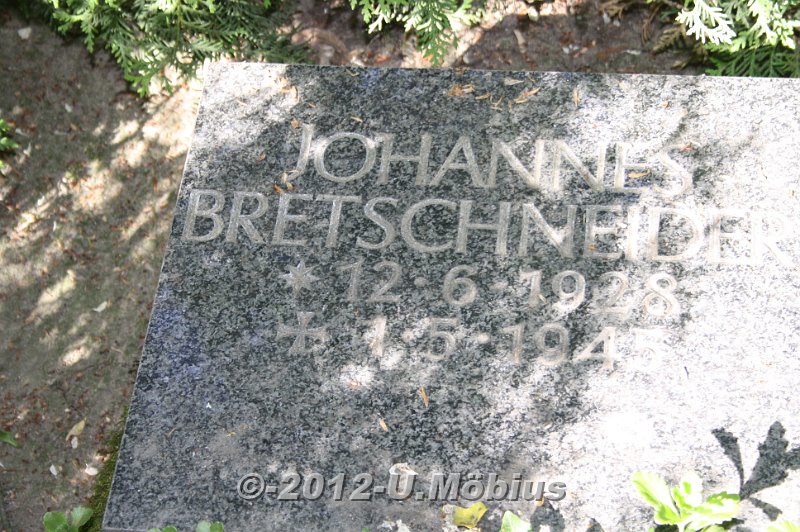 JOHANNES
BRETSCHNEIDER
* 12·6·1928
✠ 1·5·1945
©-2012-U.Möbius